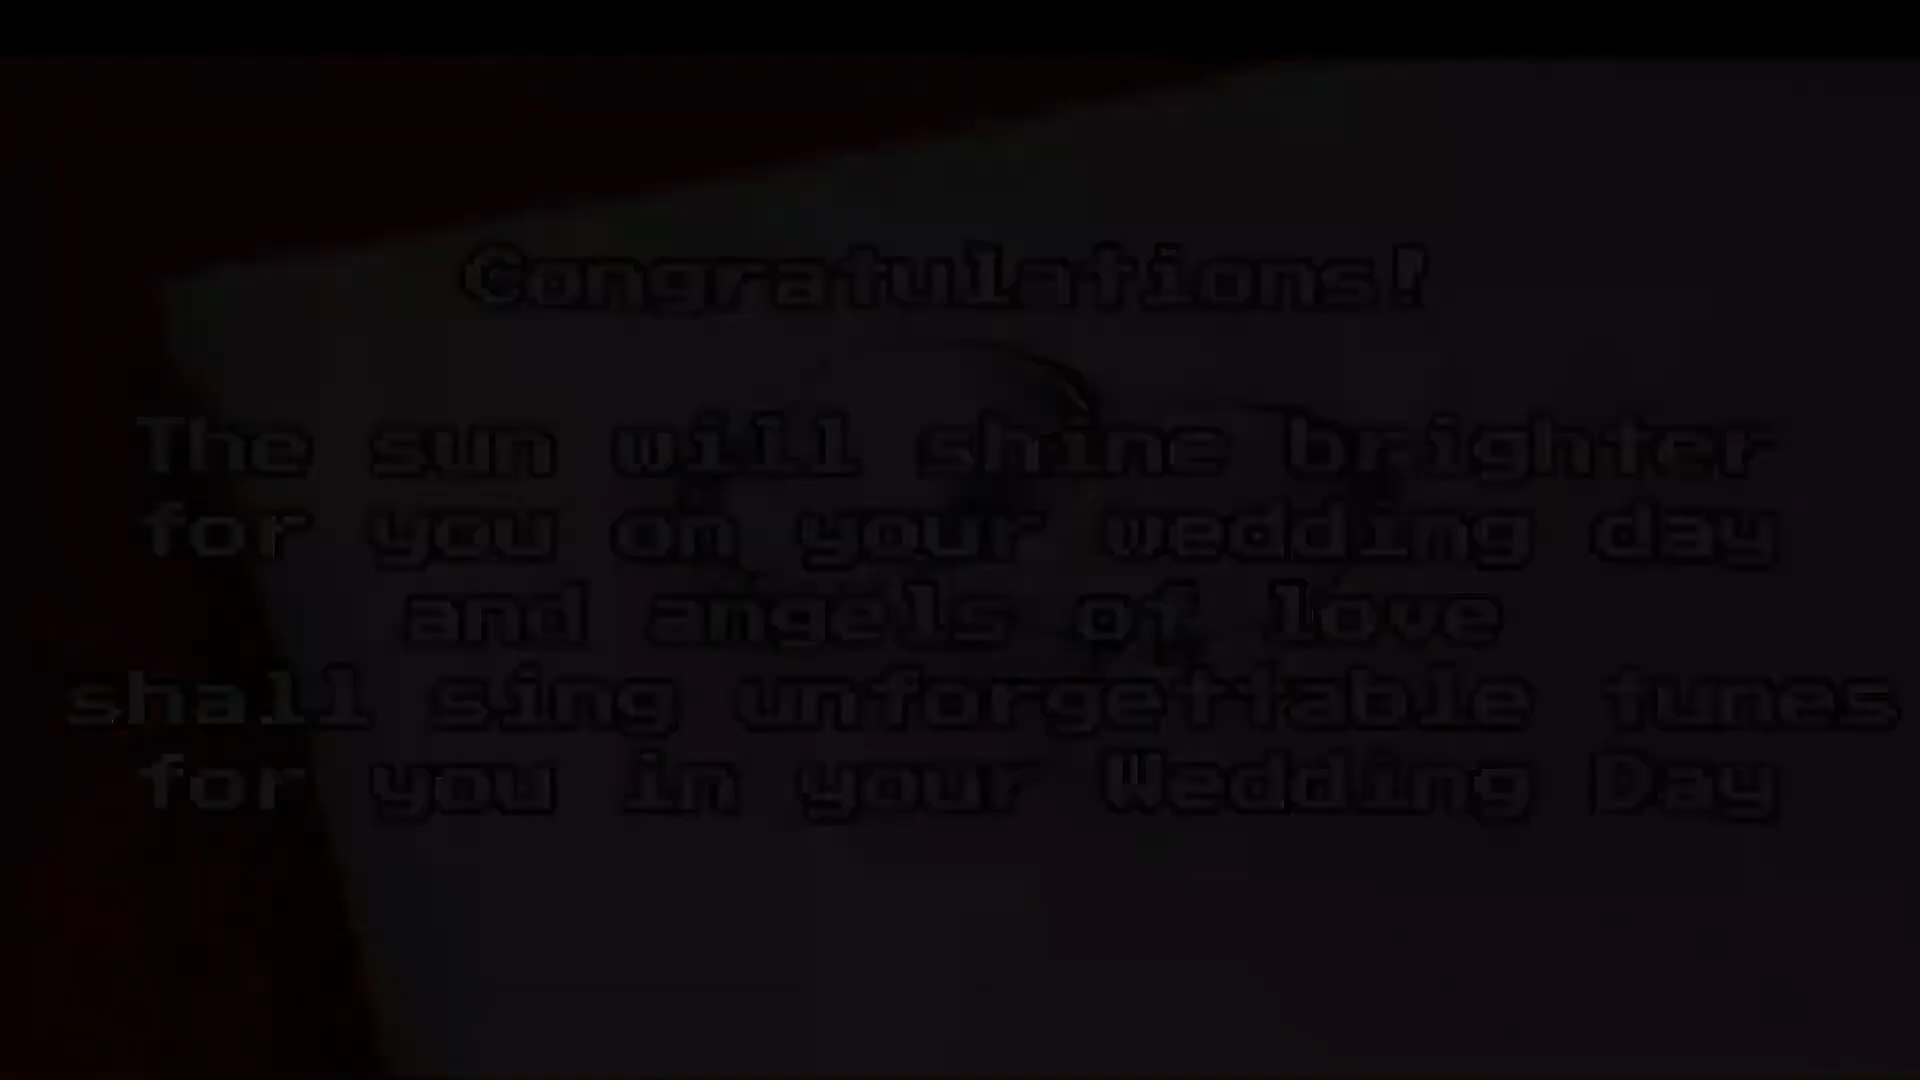 Congratulations!
The sun will shine brighter
for you on your wedding day
and angels of love
shall sing unforgettable tunes
for you in your Wedding Day